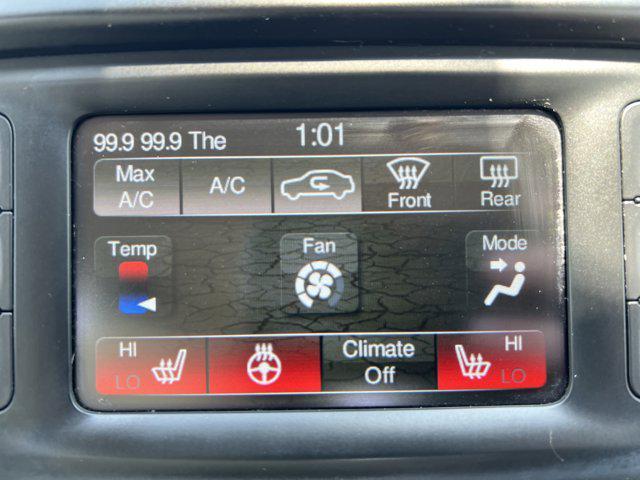 99.9 99.9 The 1:01
Max A/C
A/C
Front
Rear
Temp
Fan
Mode
HI
LO
Climate
Off
HI
LO